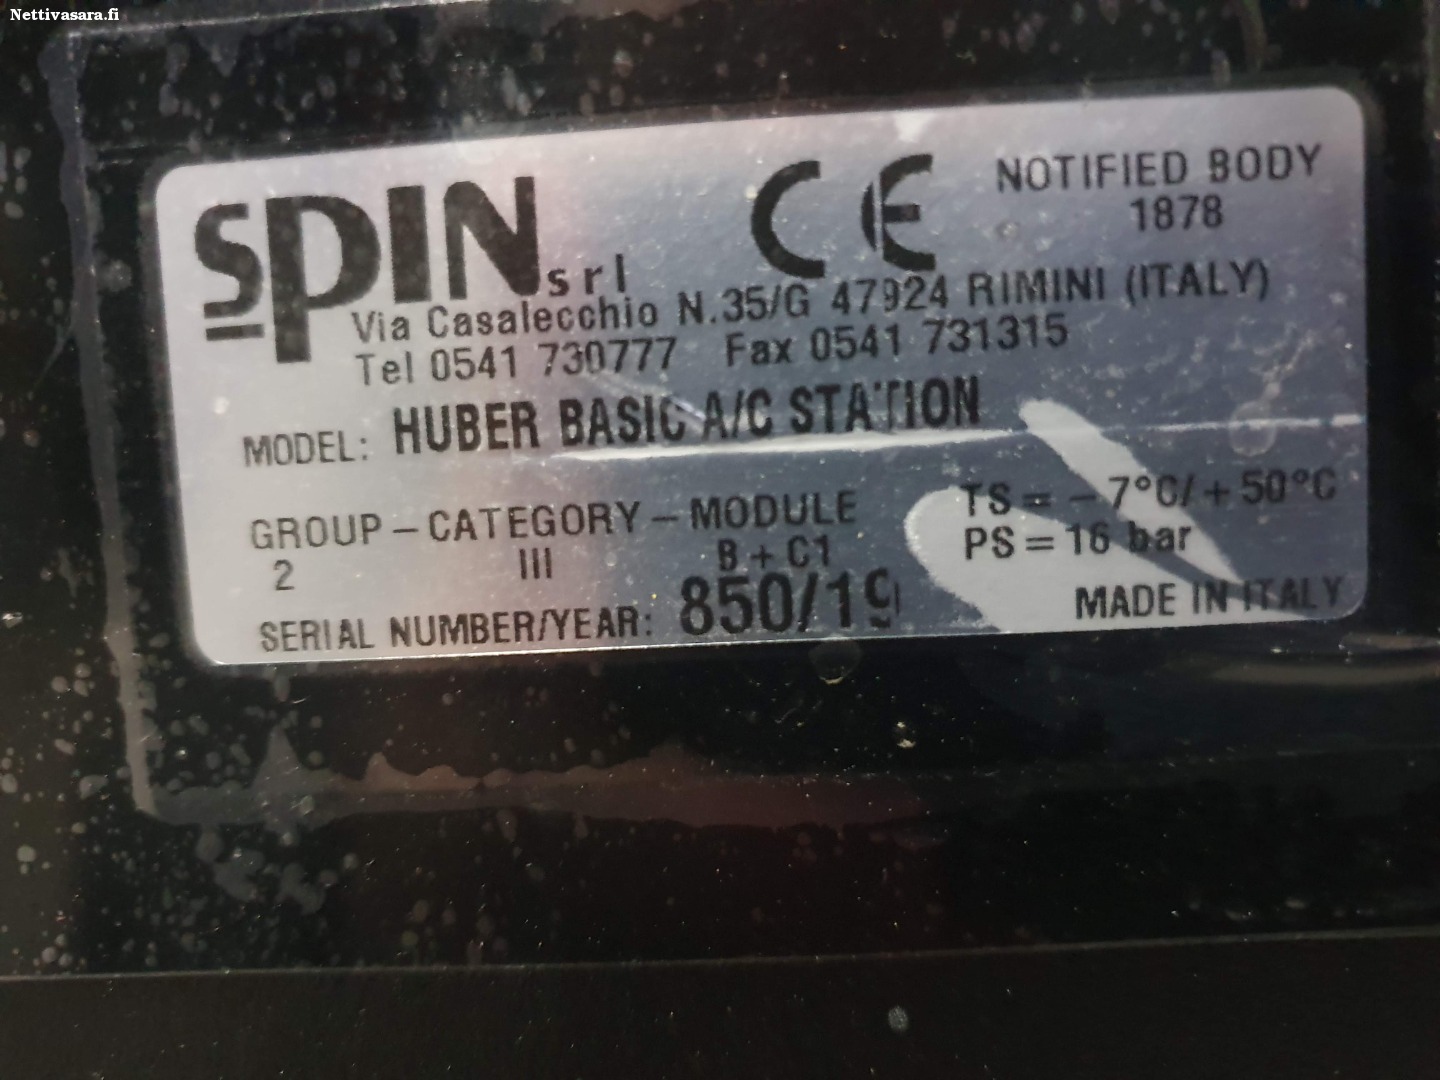 Nettivasara.fi
SPIN srl
CE
NOTIFIED BODY
1878
Via Casalecchio N.35/G 47924 RIMINI (ITALY)
Tel 0541 730777 Fax 0541 731315
MODEL: HUBER BASIC A/C STATION
GROUP – CATEGORY – MODULE
2 III B + C1
TS = – 7°C/ + 50°C
PS = 16 bar
SERIAL NUMBER/YEAR: 850/19
MADE IN ITALY